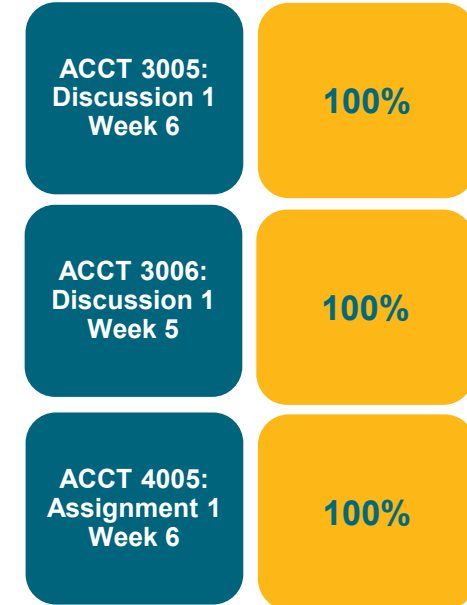 ACCT 3005:
Discussion 1
Week 6
100%
ACCT 3006:
Discussion 1
Week 5
100%
ACCT 4005:
Assignment 1
Week 6
100%